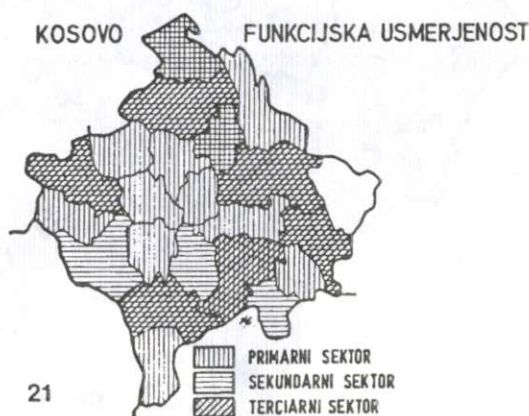 KOSOVO FUNKCIJSKA USMERJENOST
PRIMARNI SEKTOR
SEKUNDARNI SEKTOR
TERCIARNI SEKTOR
21